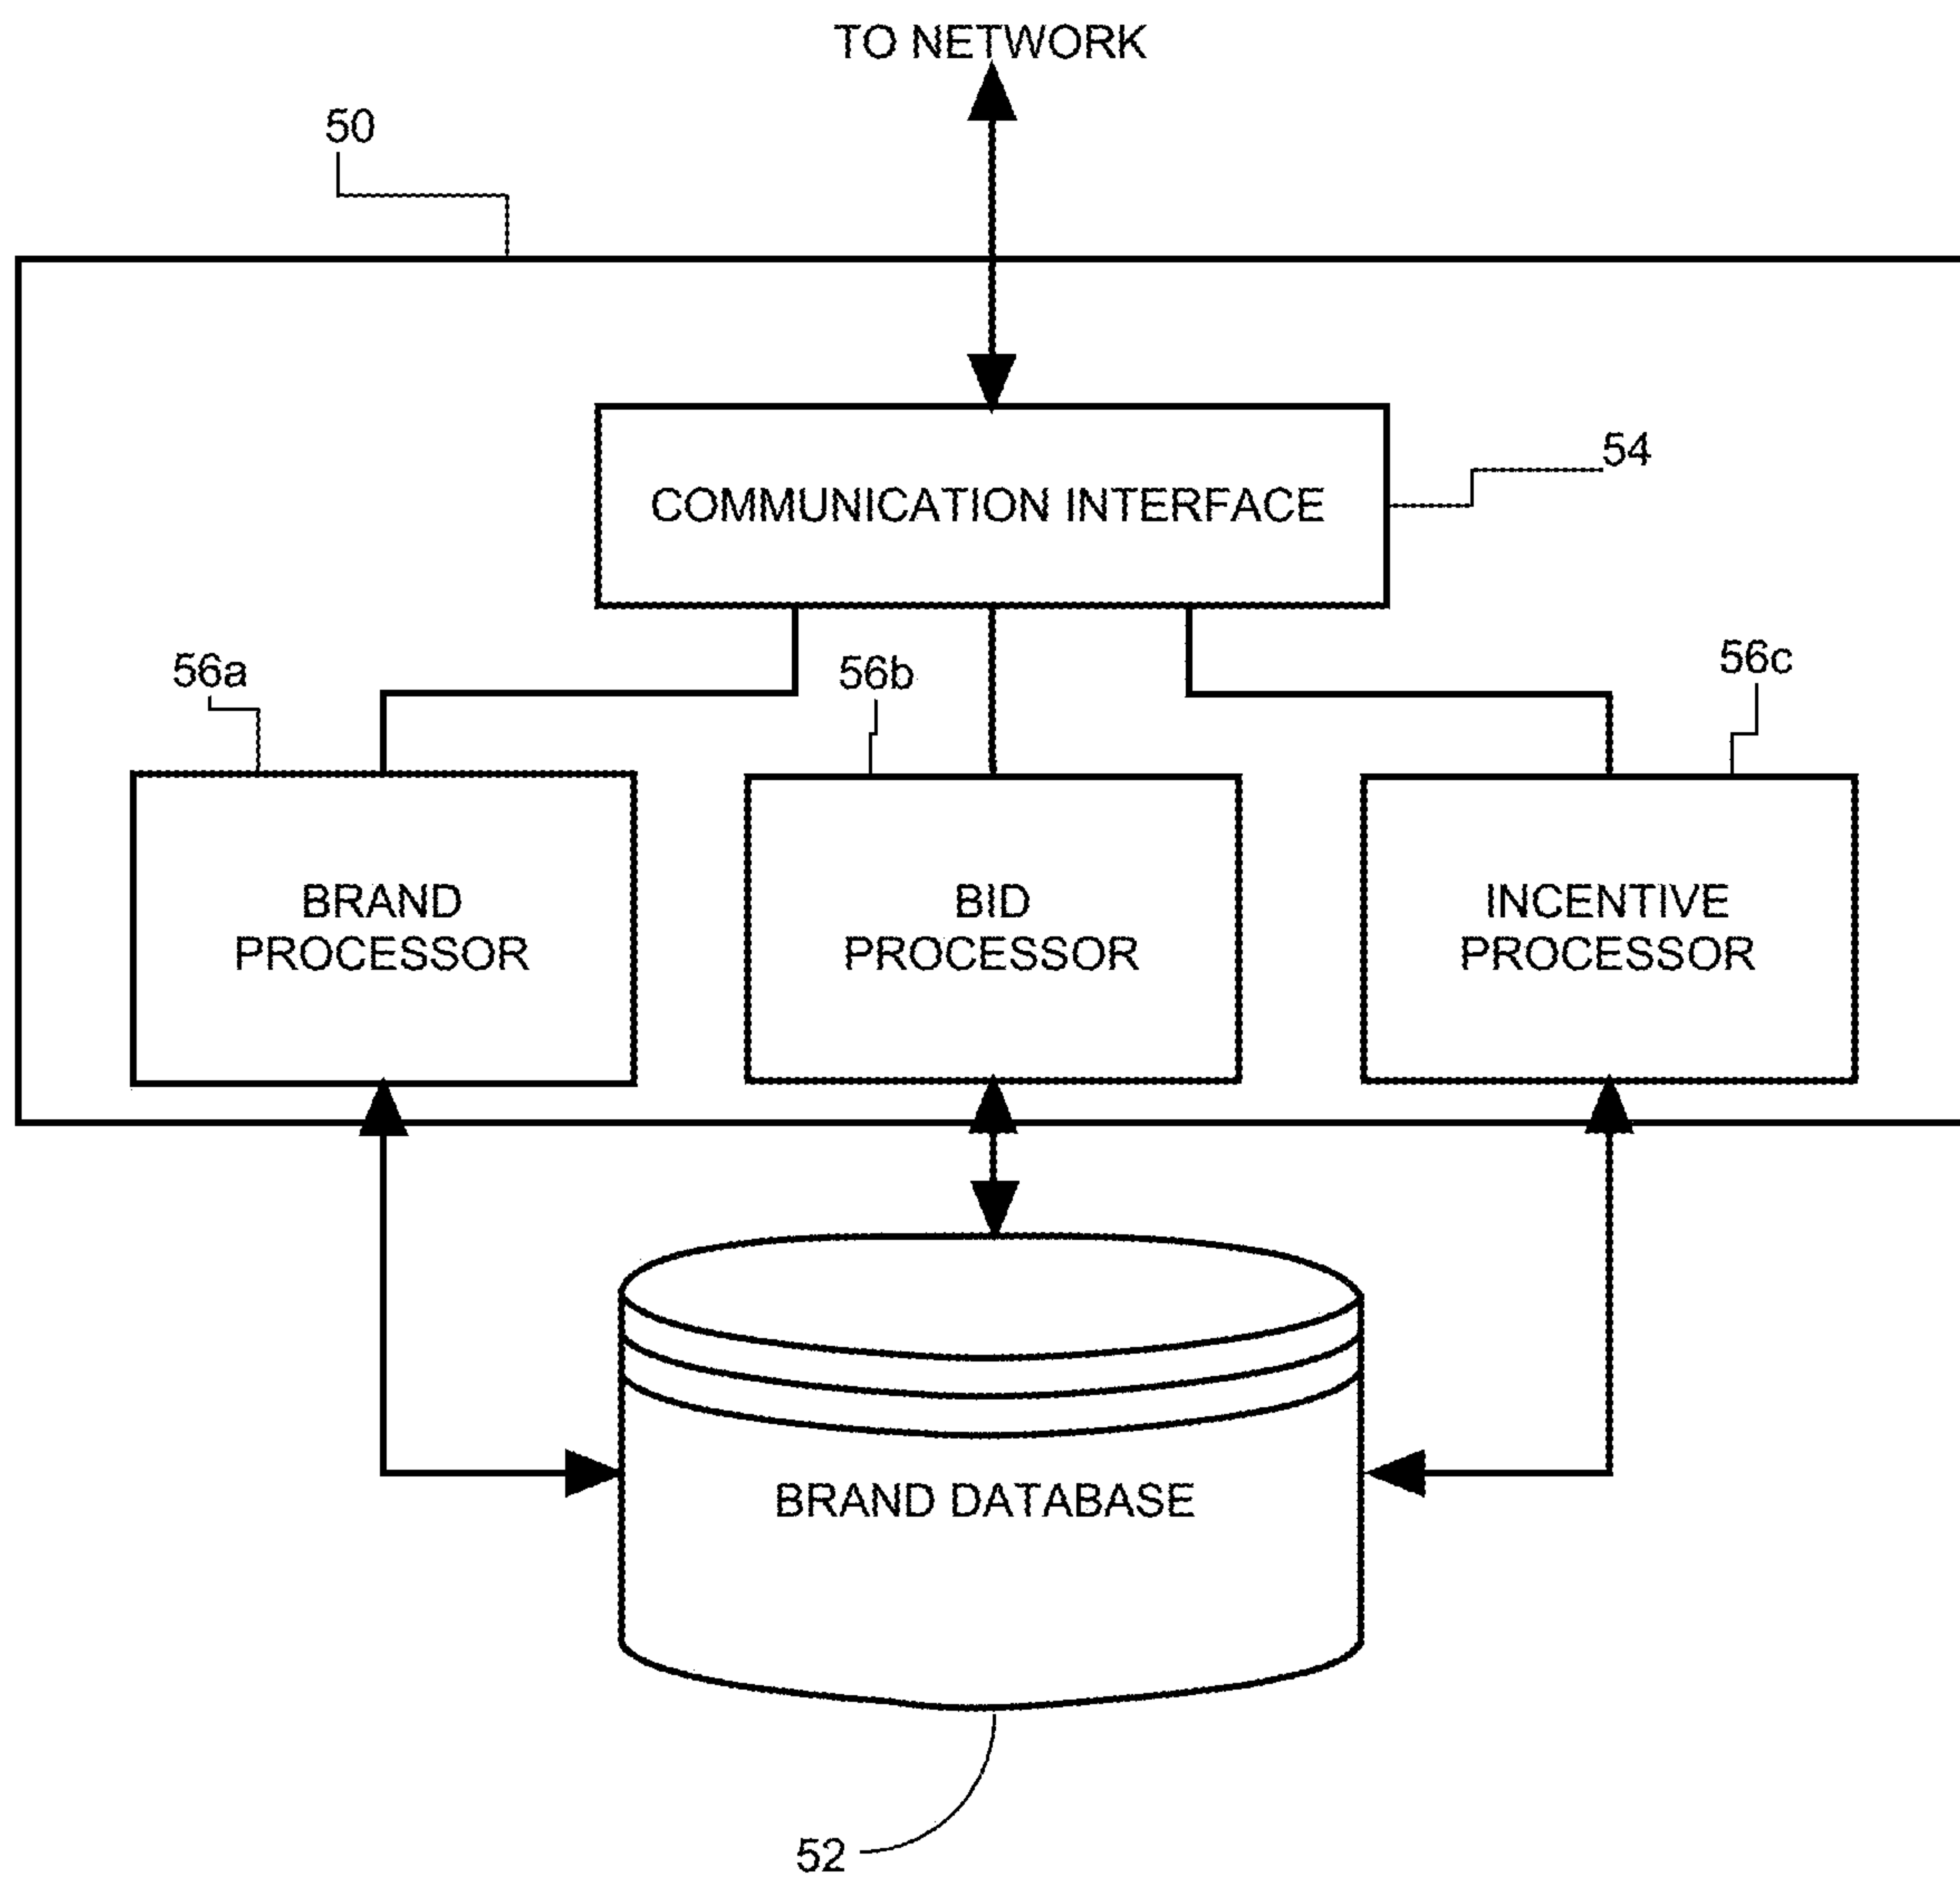 TO NETWORK
50
COMMUNICATION INTERFACE
54
56a
56b
56c
BRAND
PROCESSOR
BID
PROCESSOR
INCENTIVE
PROCESSOR
BRAND DATABASE
52